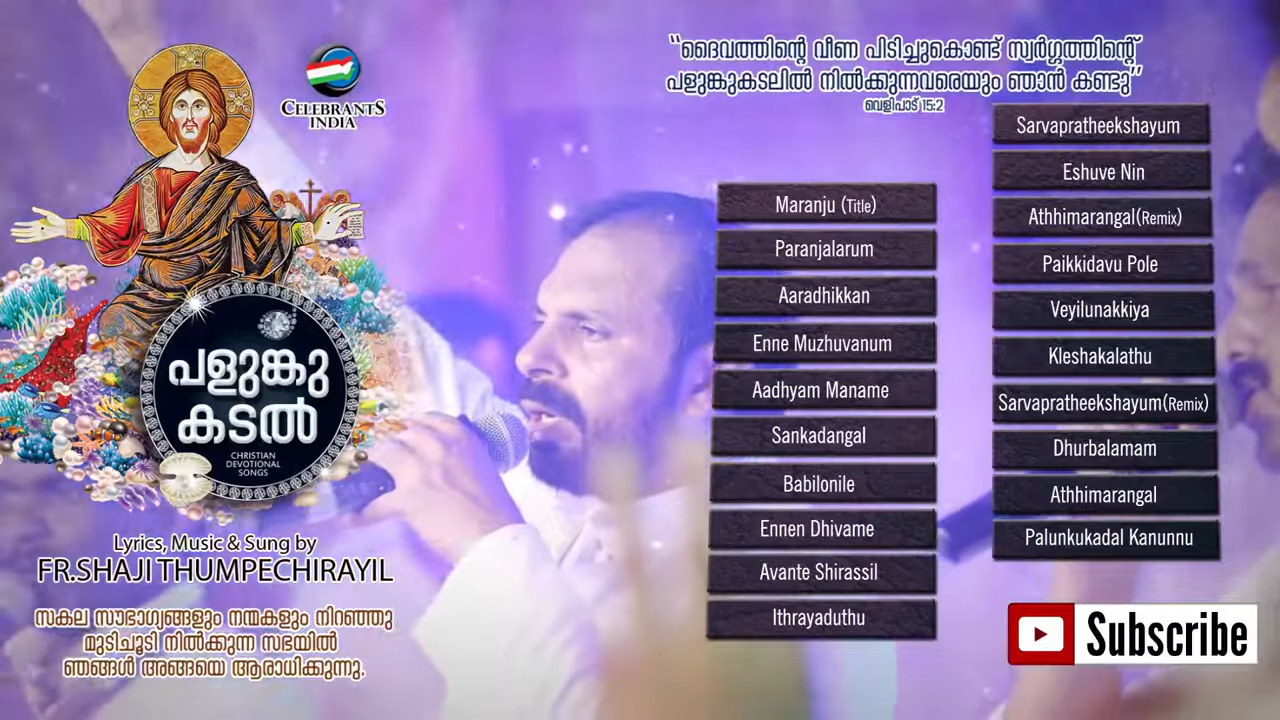 CELEBRANTS
INDIA
"ദൈവത്തിന്റെ വീണ പിടിച്ചുകൊണ്ട് സ്വർഗ്ഗത്തിന്റെ
പളുങ്കുകടലിൽ നിൽക്കുന്നവരെയും ഞാൻ കണ്ടു"
വെളിപാട് 15:2
പളുങ്കു
കടൽ
CHRISTIAN
DEVOTIONAL
SONGS
Lyrics, Music & Sung by
FR.SHAJI THUMPECHIRAYIL
സകല സൗഭാഗ്യങ്ങളും നന്മകളും നിറഞ്ഞു
മുടിചൂടി നിൽക്കുന്ന സഭയിൽ
ഞങ്ങൾ അങ്ങയെ ആരാധിക്കുന്നു.
Maranju (Title)
Paranjalarum
Aaradhikkan
Enne Muzhuvanum
Aadhyam Maname
Sankadangal
Babilonile
Ennen Dhivame
Avante Shirassil
Ithrayaduthu
Sarvapratheekshayum
Eshuve Nin
Athhimarangal(Remix)
Paikkidavu Pole
Veyilunakkiya
Kleshakalathu
Sarvapratheekshayum(Remix)
Dhurbalamam
Athhimarangal
Palunkukadal Kanunnu
Subscribe